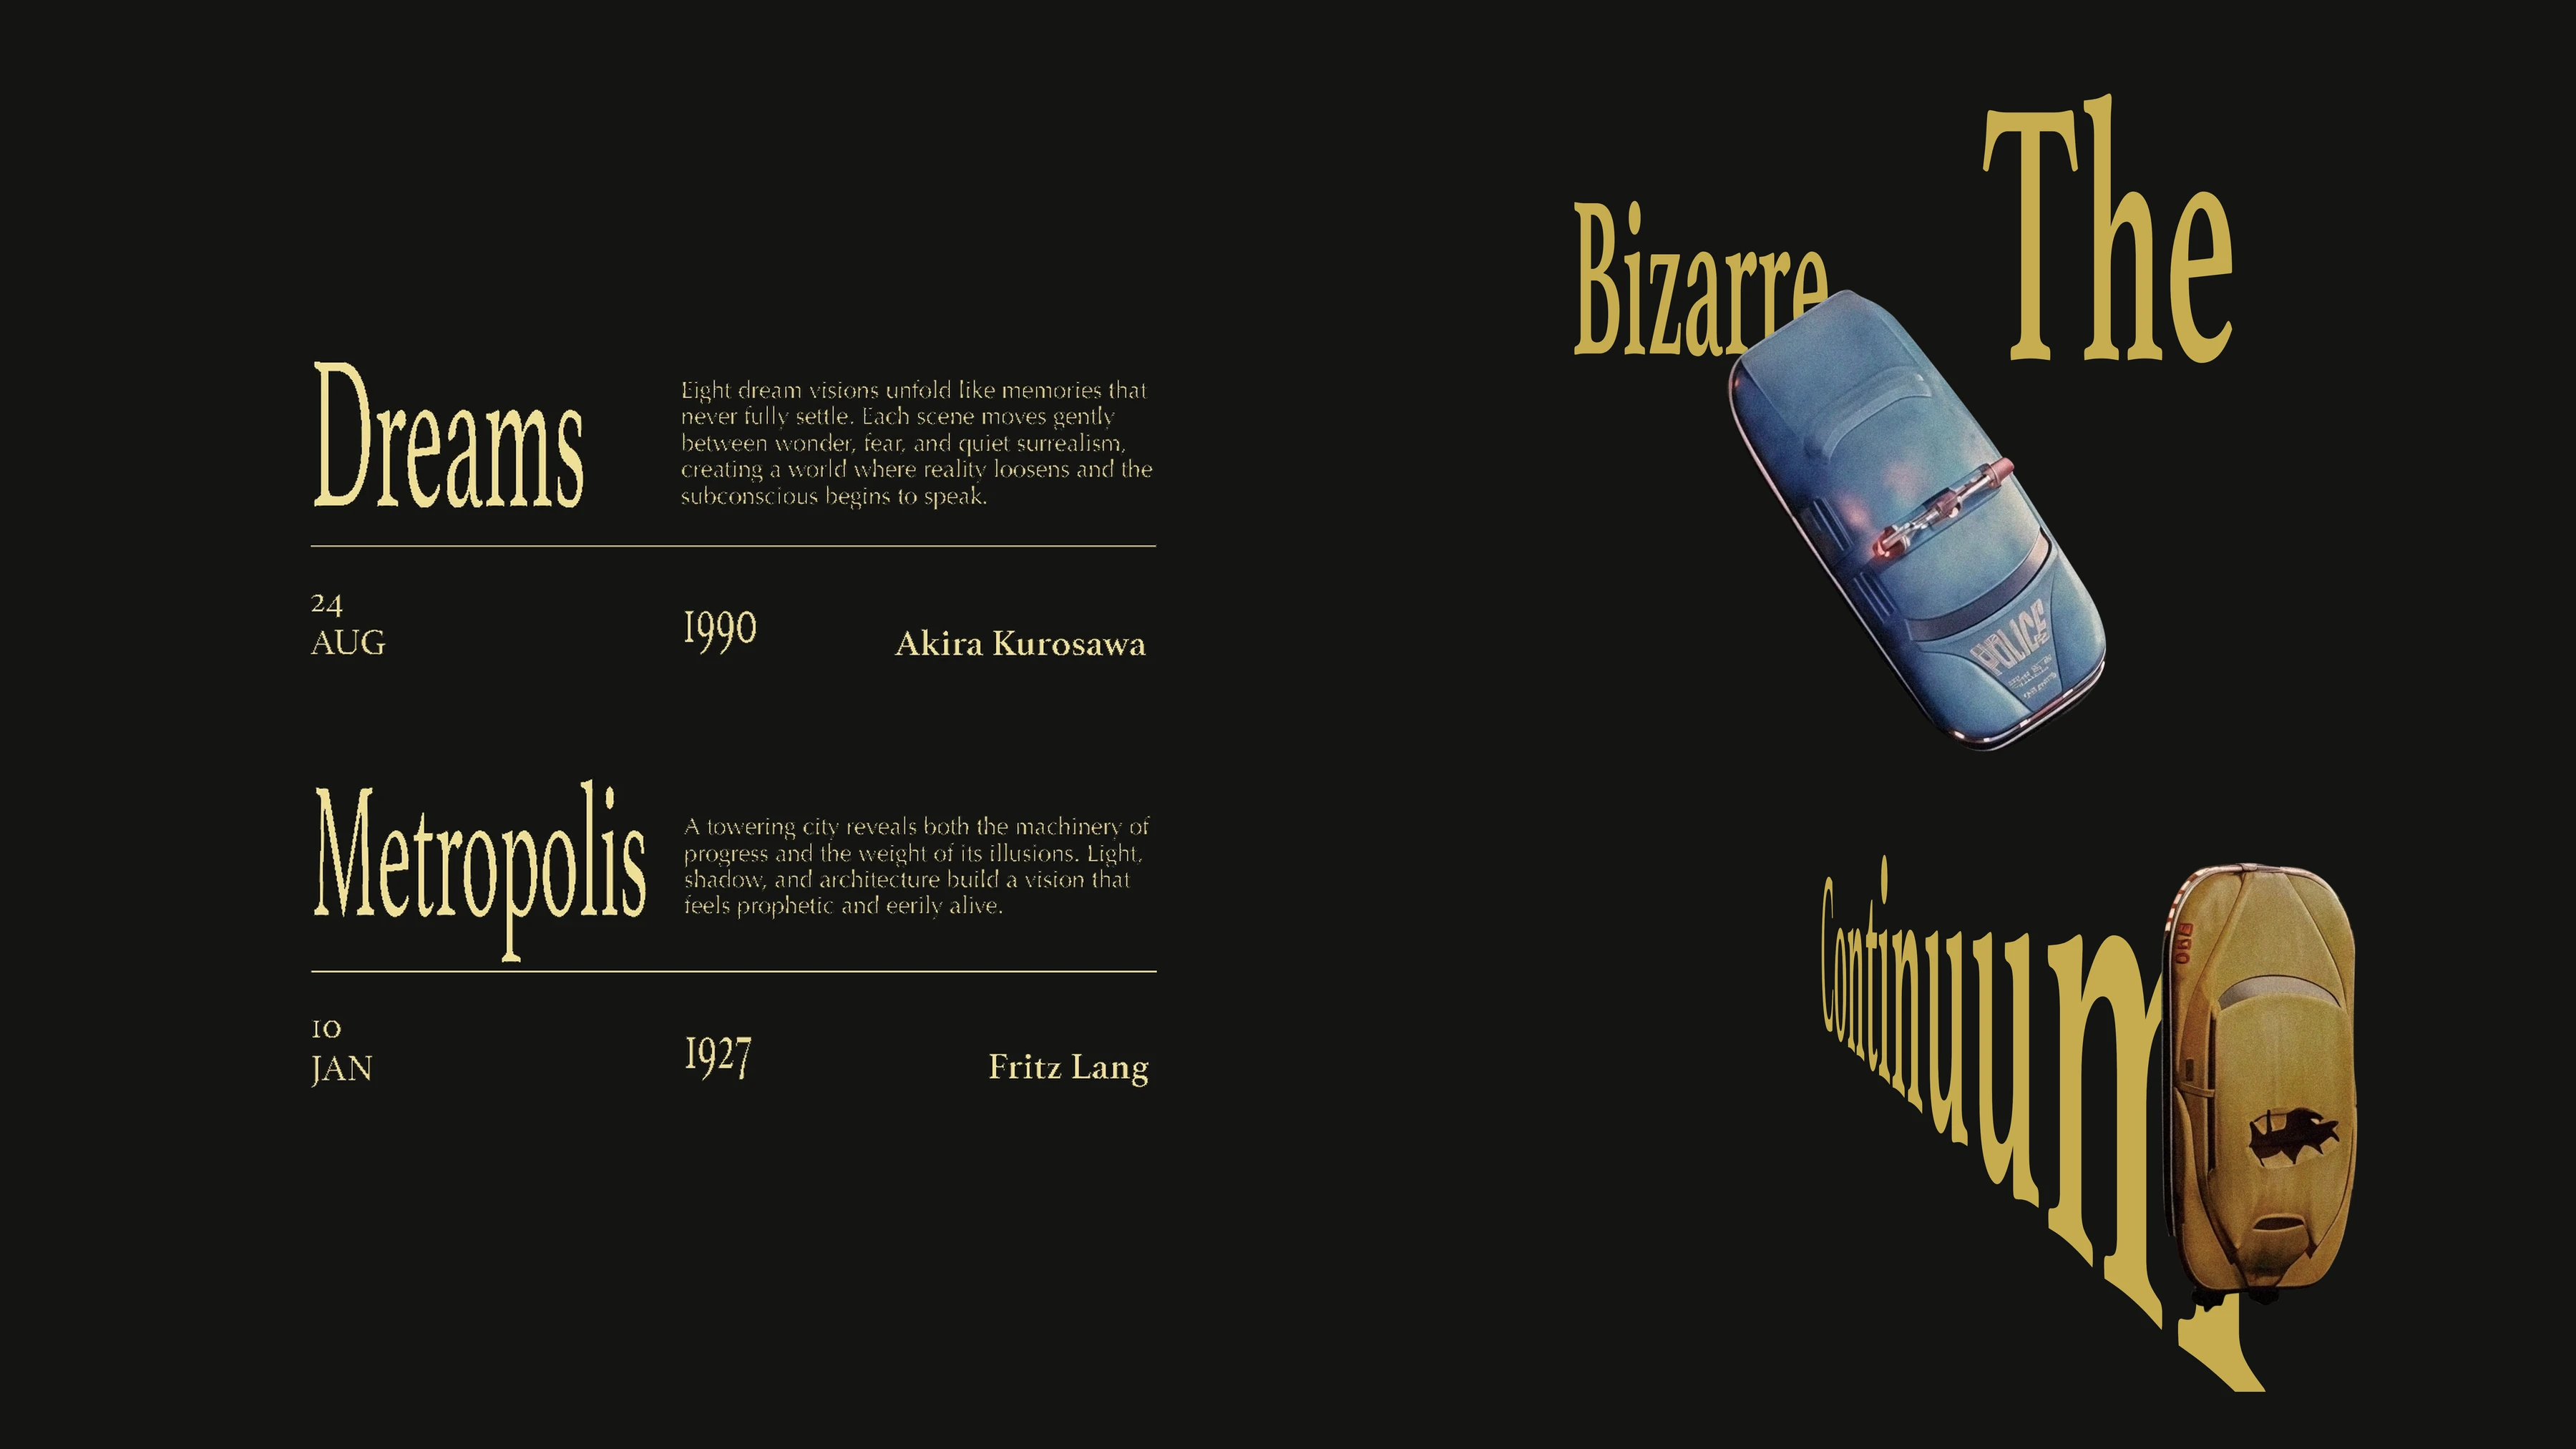 Dreams
Eight dream visions unfold like memories that
never fully settle. Each scene moves gently
between wonder, fear, and quiet surrealism,
creating a world where reality loosens and the
subconscious begins to speak.
24
AUG
1990
Akira Kurosawa
Metropolis
A towering city reveals both the machinery of
progress and the weight of its illusions. Light,
shadow, and architecture build a vision that
feels prophetic and eerily alive.
10
JAN
1927
Fritz Lang
The
Bizarre
POLICE
Continuum